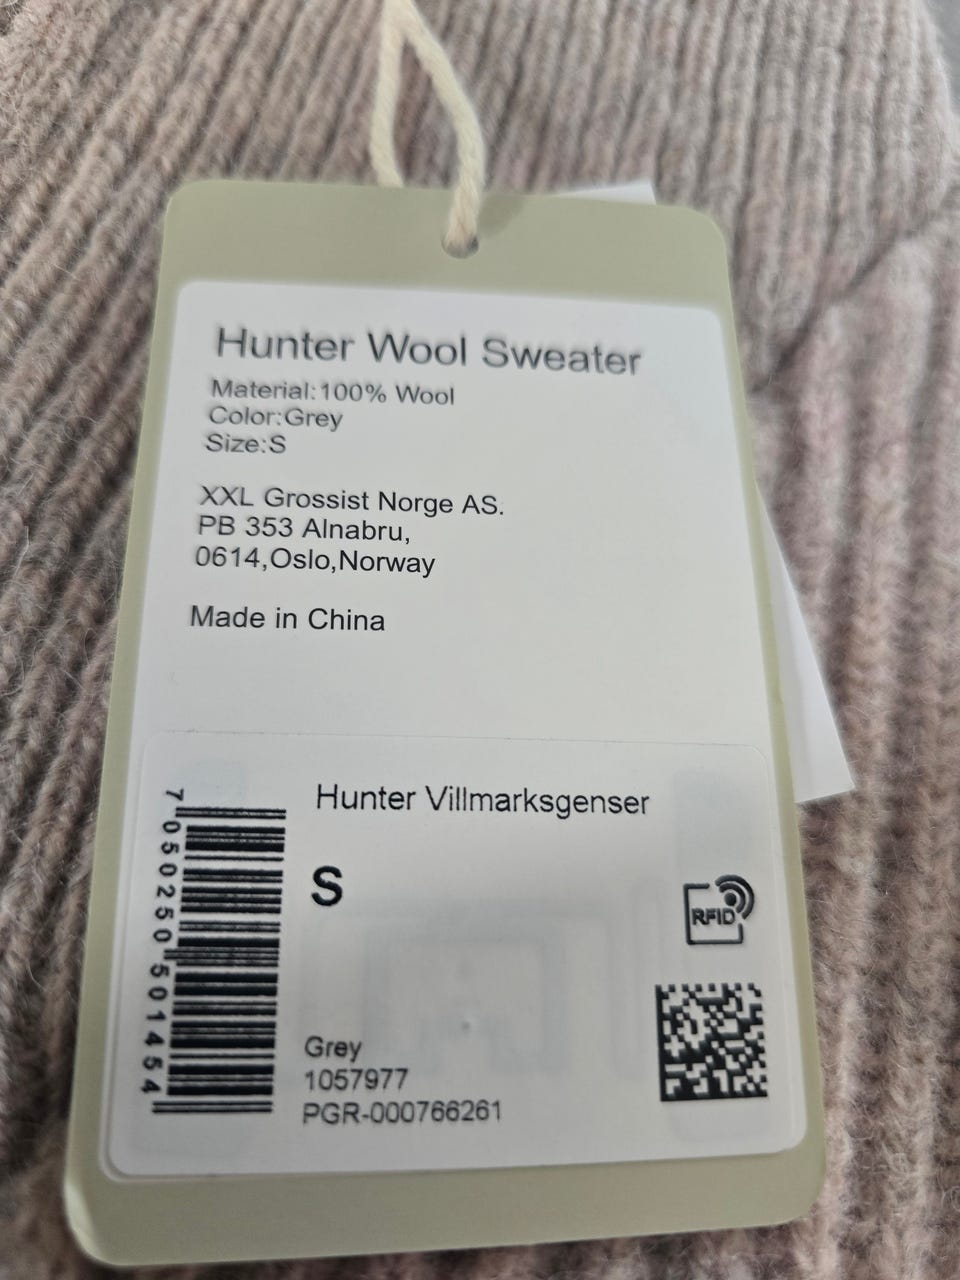 Hunter Wool Sweater
Material:100% Wool
Color:Grey
Size:S
XXL Grossist Norge AS.
PB 353 Alnabru,
0614,Oslo,Norway
Made in China
Hunter Villmarksgenser
S
RFID
Grey
1057977
PGR-000766261
7 050250 501454